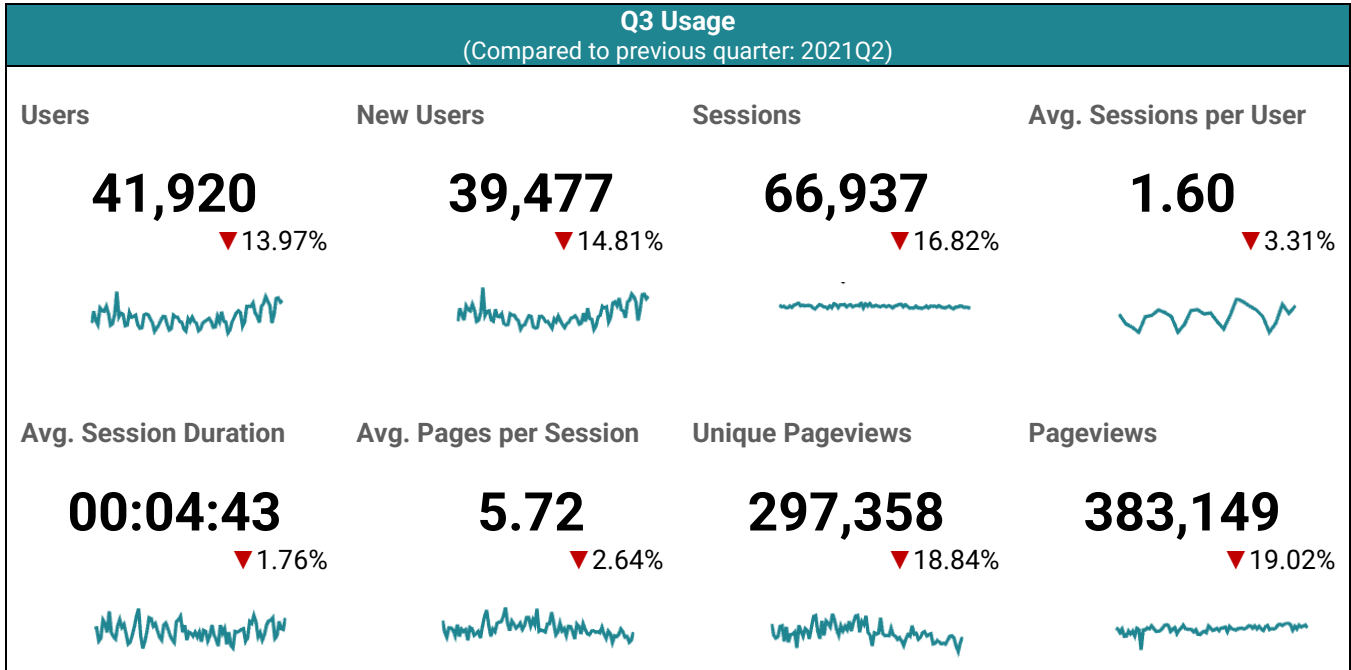 Q3 Usage
(Compared to previous quarter: 2021Q2)
Users
New Users
Sessions
Avg. Sessions per User
41,920
39,477
66,937
1.60
▼13.97%
▼14.81%
▼16.82%
▼3.31%
Avg. Session Duration
Avg. Pages per Session
Unique Pageviews
Pageviews
00:04:43
5.72
297,358
383,149
▼1.76%
▼2.64%
▼18.84%
▼19.02%